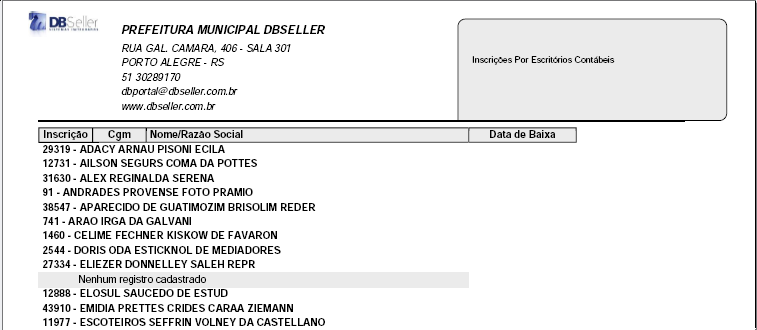 DBSeller
PREFEITURA MUNICIPAL DBSELLER
RUA GAL. CAMARA, 406 - SALA 301
PORTO ALEGRE - RS
51 30289170
dbportal@dbseller.com.br
www.dbseller.com.br
Inscrições Por Escritórios Contábeis
Inscrição Cgm Nome/Razão Social Data de Baixa
29319 - ADACY ARNAU PISONI ECILA
12731 - AILSON SEGURS COMA DA POTTES
31630 - ALEX REGINALDA SERENA
91 - ANDRADES PROVENSE FOTO PRAMIO
38547 - APARECIDO DE GUATIMOZIM BRISOLIM REDER
741 - ARAO IRGA DA GALVANI
1460 - CELIME FECHNER KISKOW DE FAVARON
2544 - DORIS ODA ESTICKNOL DE MEDIADORES
27334 - ELIEZER DONNELLEY SALEH REPR
Nenhum registro cadastrado
12888 - ELOSUL SAUCEDO DE ESTUD
43910 - EMIDIA PRETTES CRIDES CARAA ZIEMANN
11977 - ESCOTEIROS SEFFRIN VOLNEY DA CASTELLANO